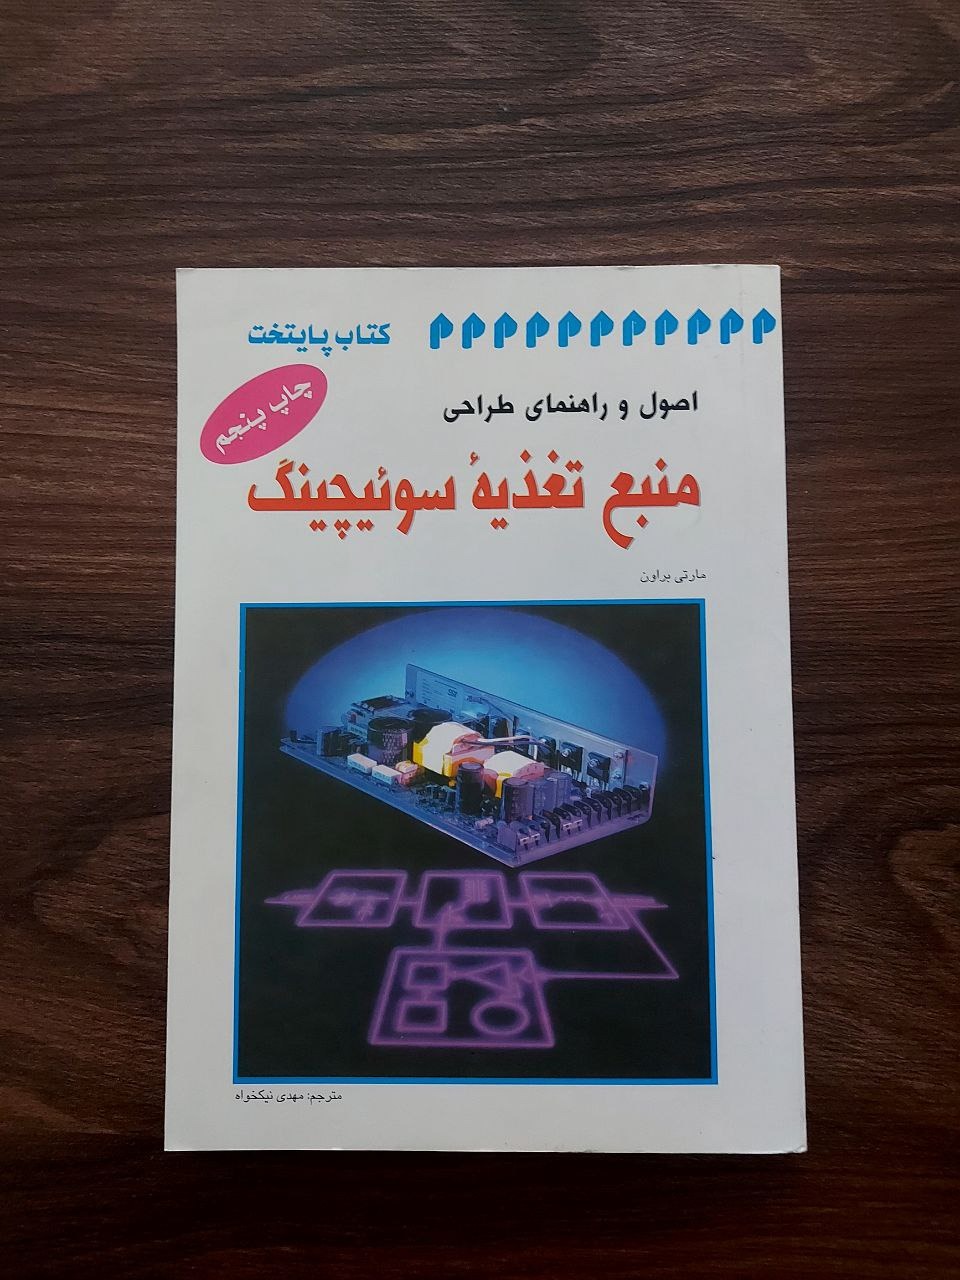 کتاب پایتخت
چاپ پنجم
اصول و راهنمای طراحی
منبع تغذیهٔ سوئیچینگ
مارتی براون
مترجم: مهدی نیکخواه